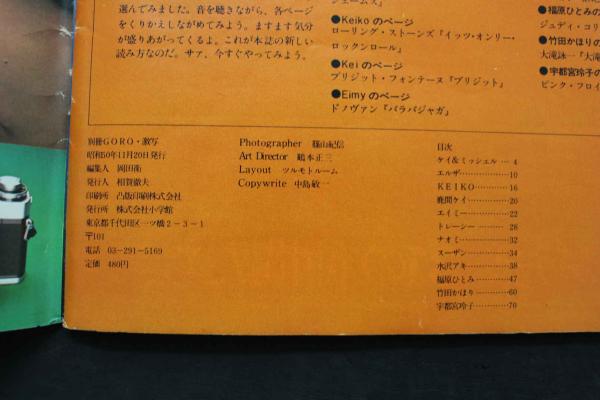 選んでみました。音を聴きながら、各ページ
をくりかえしながめてみよう。ますます気分
が盛りあがってくるよ。これが本誌の新しい
読み方なのだ。サァ、今すぐやってみよう。
ジェームス』
●Keiko のページ
ローリング・ストーンズ『イッツ・オンリー・
ロックンロール』
●Kei のページ
ブリジット・フォンテーヌ『ブリジット』
●Eimy のページ
ドノヴァン『バラバジャガ』
●福原ひとみの
ジュディ・コリ
●竹田かほりの
大滝詠一『大滝
●宇都宮玲子の
ピンク・フロイ
別冊GORO・激写
昭和50年11月20日発行
編集人 岡田衛
発行人 相賀徹夫
印刷所 凸版印刷株式会社
発行所 株式会社小学館
東京都千代田区一ツ橋2-3-1
〒101
電話 03-291-5169
定価 480円
Photographer 篠山紀信
Art Director 鶴本正三
Layout ツルモトルーム
Copywrite 中島敏一
目次
ケイ&ミッシェル…4
エルザ…………10
KEIKO…………16
晩間ケイ…………20
エイミー…………22
トレーシー………28
ナオミ……………32
スーザン…………34
水沢アキ…………38
福原ひとみ………47
竹田かほり………60
宇都宮玲子………70